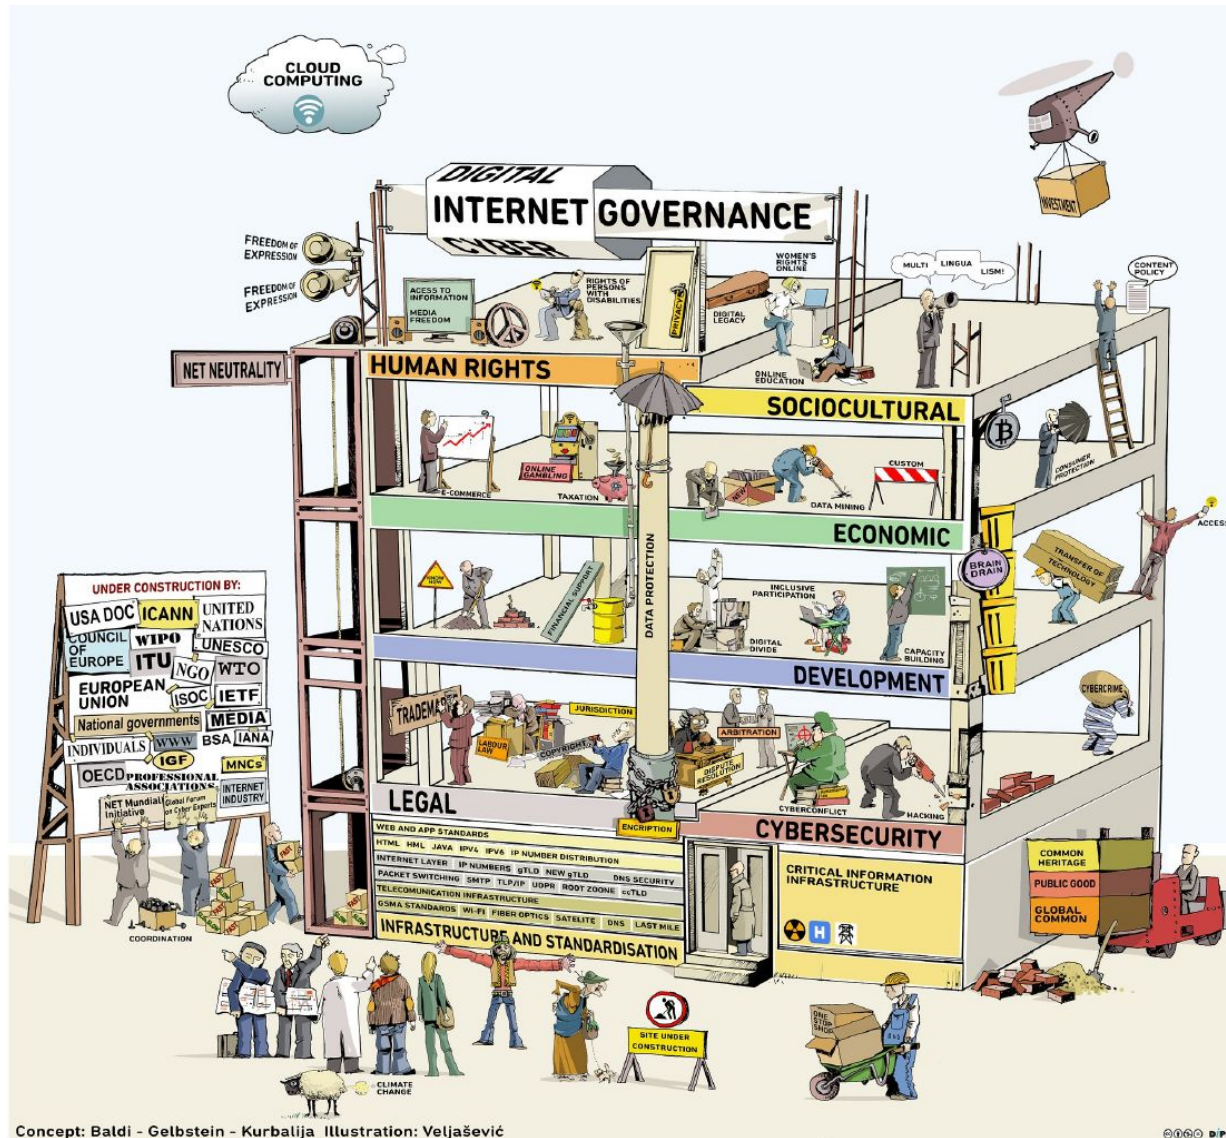 CLOUD
COMPUTING
INVESTMENT
DIGITAL
INTERNET GOVERNANCE
CYBER
FREEDOM OF
EXPRESSION
FREEDOM OF
EXPRESSION
ACESS TO
INFORMATION
MEDIA
FREEDOM
RIGHTS OF
PERSONS
WITH
DISABILITIES
PRIVACY
WOMEN'S
RIGHTS
ONLINE
DIGITAL
LEGACY
ONLINE
EDUCATION
MULTI LINGUA LISM!
CONTENT
POLICY
NET NEUTRALITY
HUMAN RIGHTS
SOCIOCULTURAL
E-COMMERCE
ONLINE
GAMBLING
TAXATION
NEW
DATA MINING
CUSTOM
B
CONSUMER
PROTECTION
ECONOMIC
ACCESS
KNOW
HOW
FINANCIAL SUPPORT
DATA PROTECTION
DIGITAL
DIVIDE
INCLUSIVE
PARTICIPATION
CAPACITY
BUILDING
BRAIN
DRAIN
TRANSFER OF
TECHNOLOGY
DEVELOPMENT
TRADEMARK
LABOUR
LAW
JURISDICTION
COPYRIGHT
DISPUTE
RESOLUTION
ARBITRATION
CYBERCONFLICT
HACKING
CYBERCRIME
LEGAL
ENCRIPTION
CYBERSECURITY
UNDER CONSTRUCTION BY:
USA DOC ICANN UNITED
NATIONS
COUNCIL
OF
EUROPE
WIPO
UNESCO
ITU
NGO
WTO
EUROPEAN
UNION
ISOC
IETF
National governments
MEDIA
INDIVIDUALS
WWW
BSA
IANA
IGF
MNCs
OECD
PROFESSIONAL
ASSOCIATIONS
INTERNET
INDUSTRY
NET Mundial
Initiative
Global Forum
on Cyber Experts
FAST
FAST
COORDINATION
WEB AND APP STANDARDS
HTML HML JAVA IPV4 IPV6 IP NUMBER DISTRIBUTION
INTERNET LAYER IP NUMBERS gTLD NEW gTLD DNS SECURITY
PACKET SWITCHING SMTP TLP/IP UDPR ROOT ZOONE ccTLD
TELECOMUNICATION INFRASTRUCTURE
GSMA STANDARDS WI-FI FIBER OPTICS SATELITE DNS LAST MILE
INFRASTRUCTURE AND STANDARDISATION
CRITICAL INFORMATION
INFRASTRUCTURE
H
COMMON
HERITAGE
PUBLIC GOOD
GLOBAL
COMMON
SITE UNDER
CONSTRUCTION
ONE
STOP
SHOP
CLIMATE
CHANGE
Concept: Baldi - Gelbstein - Kurbalija Illustration: Veljašević